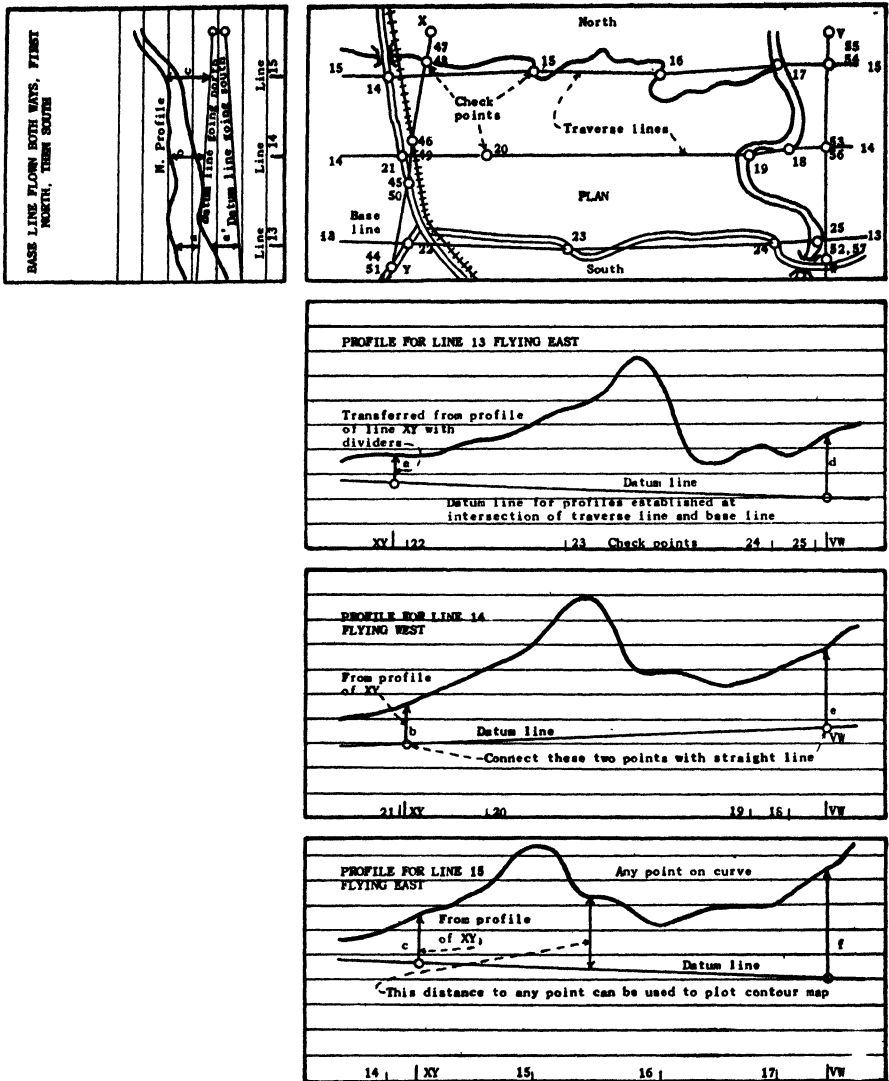 BASE LINE FLOWN BOTH WAYS, FIRST
NORTH, THEN SOUTH
N. Profile
Datum line going north
Datum line going south
a
b
c
a'
Line 13
Line 14
Line 15
North
X
V
47
48
55
54
15
14
15
16
17
15
Check
points
Traverse lines
46
49
20
53
56
14
21
18
14
19
45
50
PLAN
Base
line
23
25
13
22
24
44
51
Y
52,57
South
PROFILE FOR LINE 13 FLYING EAST
Transferred from profile
of line XY with
dividers
a
d
Datum line
Datum line for profiles established at
intersection of traverse line and base line
XY 22 23 Check points 24 25 VW
PROFILE FOR LINE 14
FLYING WEST
From profile
of XY
b
e
Datum line
VW
Connect these two points with straight line
21 XY 20 19 18 VW
PROFILE FOR LINE 15
FLYING EAST
Any point on curve
From profile
of XY
c
f
Datum line
This distance to any point can be used to plot contour map
14 XY 15 16 17 VW